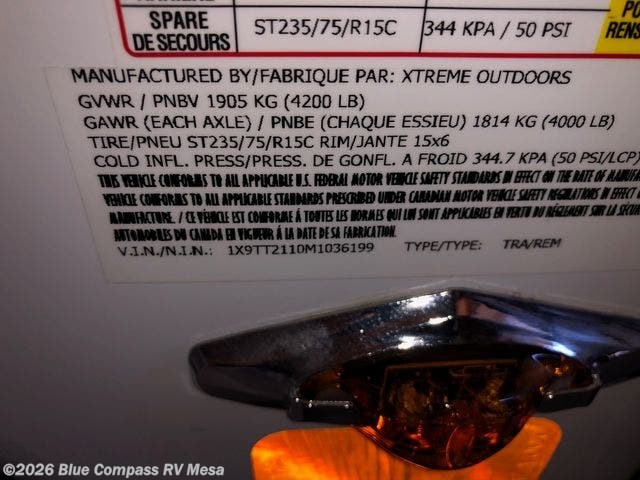 SPARE
DE SECOURS
ST235/75/R15C
344 KPA / 50 PSI
MANUFACTURED BY/FABRIQUE PAR: XTREME OUTDOORS
GVWR / PNBV 1905 KG (4200 LB)
GAWR (EACH AXLE) / PNBE (CHAQUE ESSIEU) 1814 KG (4000 LB)
TIRE/PNEU ST235/75/R15C RIM/JANTE 15x6
COLD INFL. PRESS/PRESS. DE GONFL. A FROID 344.7 KPA (50 PSI/LCP)
THIS VEHICLE CONFORMS TO ALL APPLICABLE U.S. FEDERAL MOTOR VEHICLE SAFETY STANDARDS IN EFFECT ON THE DATE OF
VEHICLE CONFORMS TO ALL APPLICABLE STANDARDS PRESCRIBED UNDER CANADIAN MOTOR VEHICLE SAFETY REGULATIONS IN EFFECT
MANUFACTURE. / CE VÉHICLE EST CONFORME Á TOUTES LES NORMES QUI LUI SONT APPLICABLES EN VERTU DU RÉGLEMENT SUR LA
AUTOMOBILES DU CANADA EN VIGUEUR Á LA DATE DE SA FABRICATION.
V.I.N./N.I.N.: 1X9TT2110M1036199 TYPE/TYPE: TRA/REM
©2026 Blue Compass RV Mesa